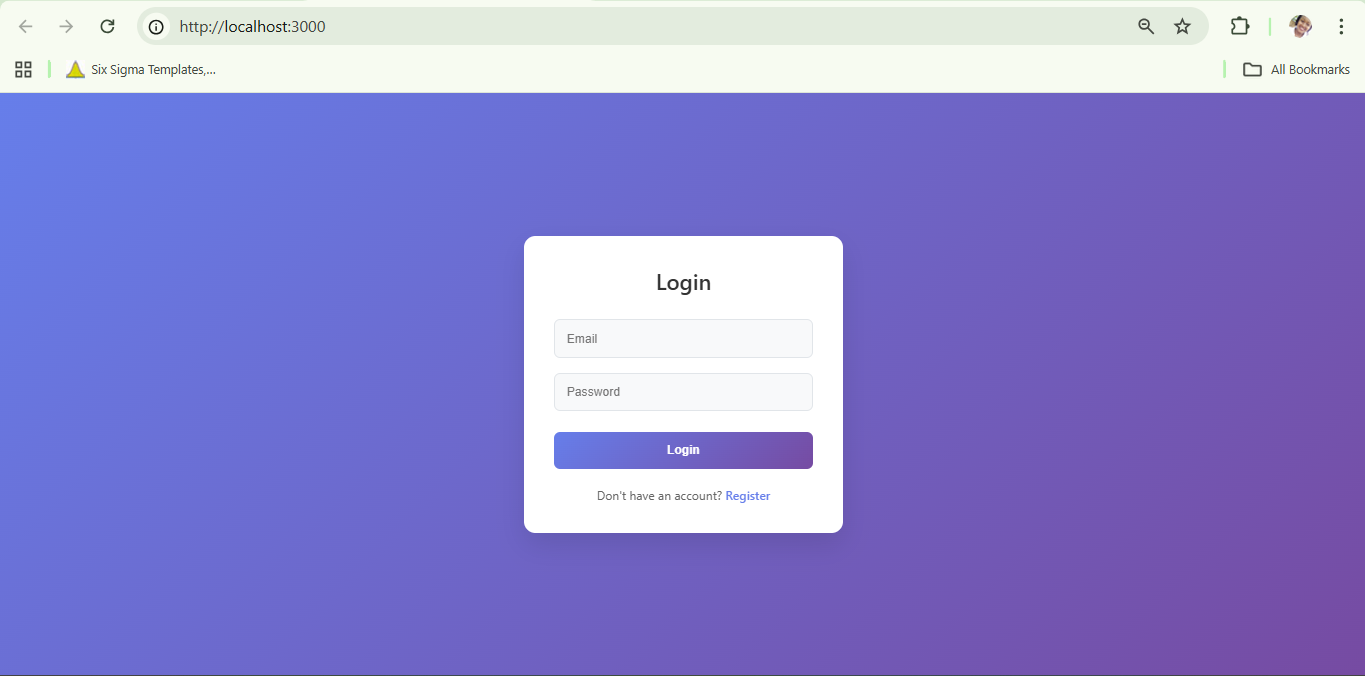 http://localhost:3000
Six Sigma Templates,...
All Bookmarks
Login
Email
Password
Login
Don't have an account? Register